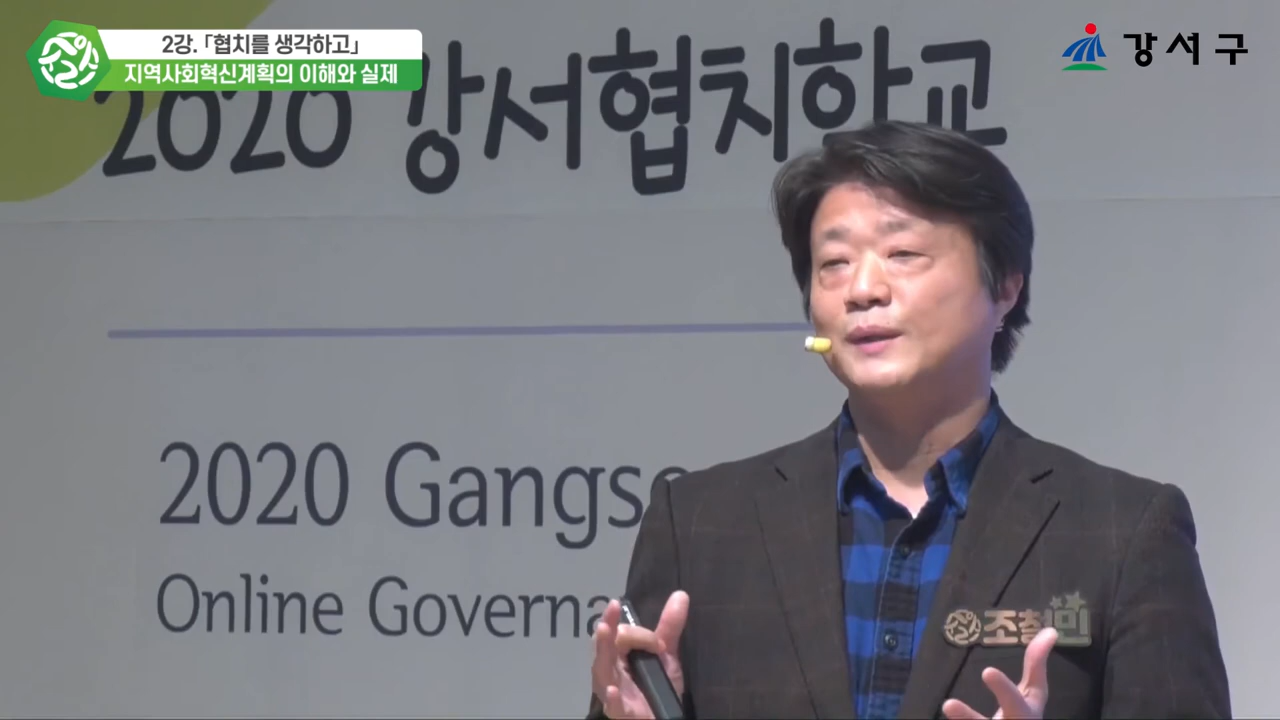 2강. 「협치를 생각하고」
지역사회혁신계획의 이해와 실제
강서구
2020 강서협치학교
2020 Gangse
Online Governa
조철민